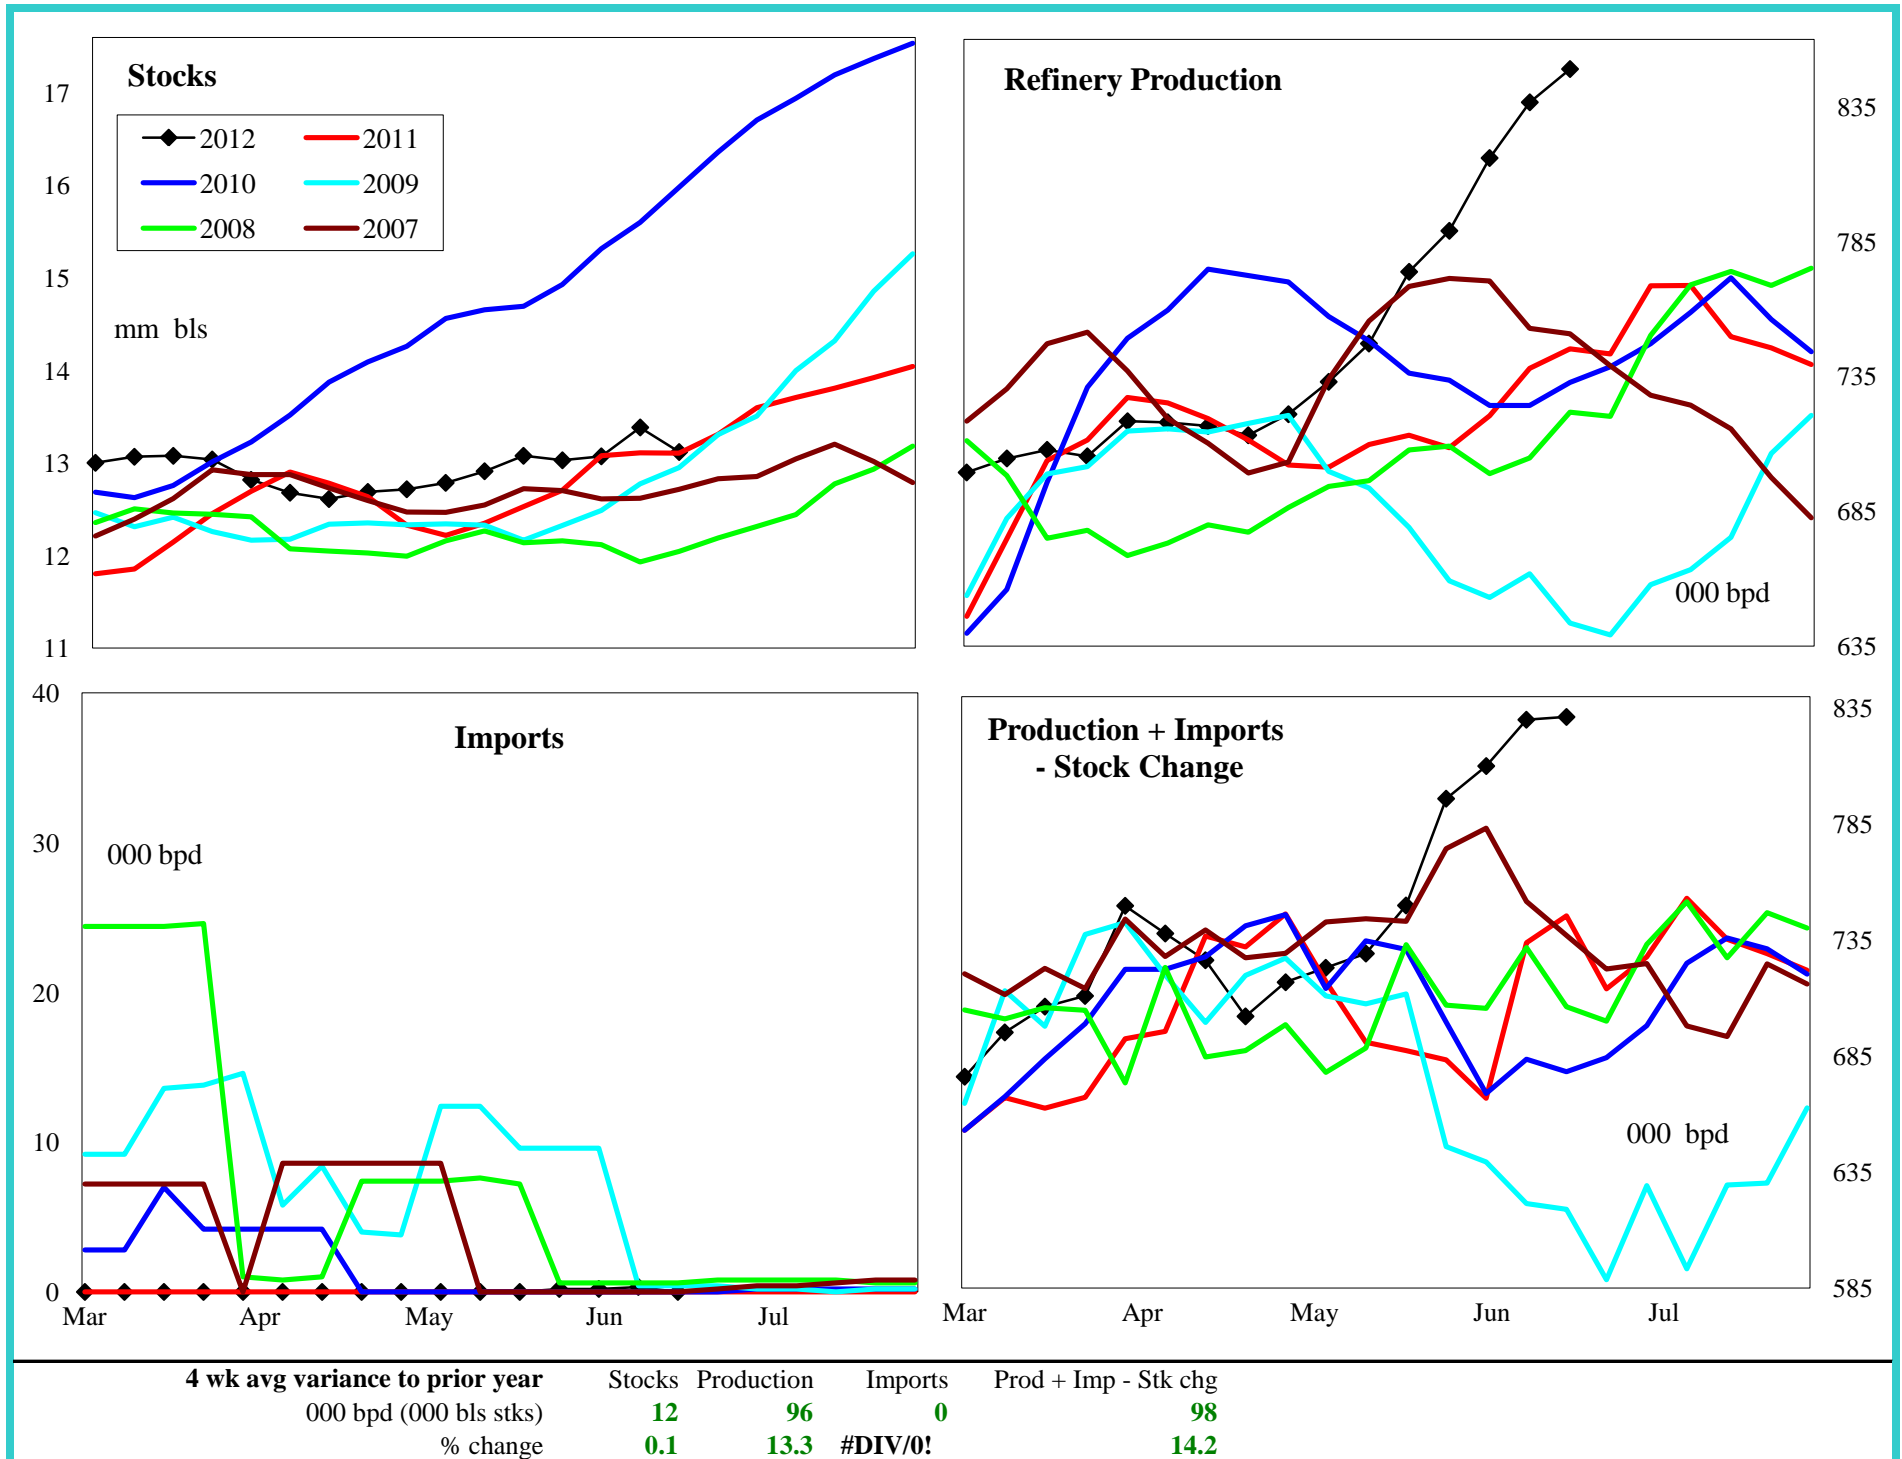 Stocks
17
16
15
14
13
12
11
2012 2011
2010 2009
2008 2007
mm bls
Refinery Production
835
785
735
685
635
000 bpd
Imports
40
30
20
10
0
000 bpd
Mar Apr May Jun Jul
Production + Imports
- Stock Change
835
785
735
685
635
585
000 bpd
Mar Apr May Jun Jul
4 wk avg variance to prior year Stocks Production Imports Prod + Imp - Stk chg
000 bpd (000 bls stks) 12 96 0 98
% change 0.1 13.3 #DIV/0! 14.2